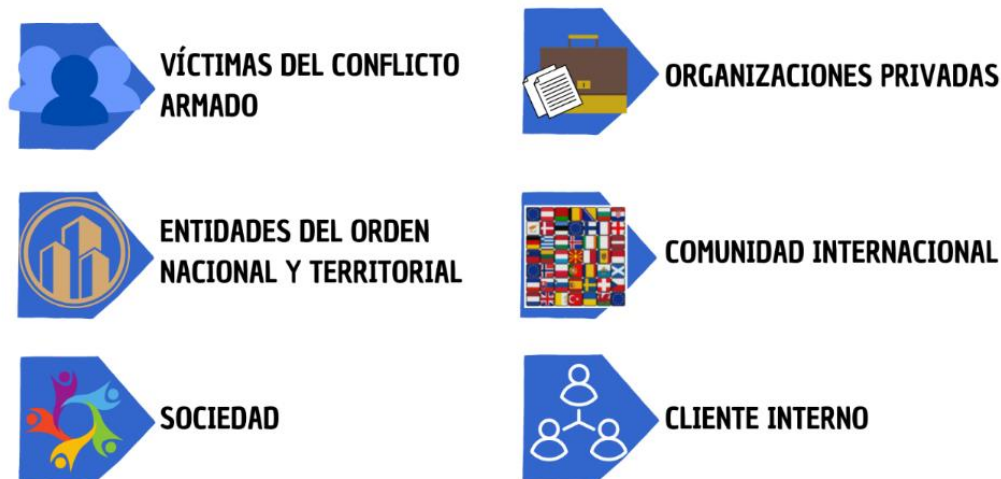 VÍCTIMAS DEL CONFLICTO
ARMADO
ORGANIZACIONES PRIVADAS
ENTIDADES DEL ORDEN
NACIONAL Y TERRITORIAL
COMUNIDAD INTERNACIONAL
SOCIEDAD
CLIENTE INTERNO